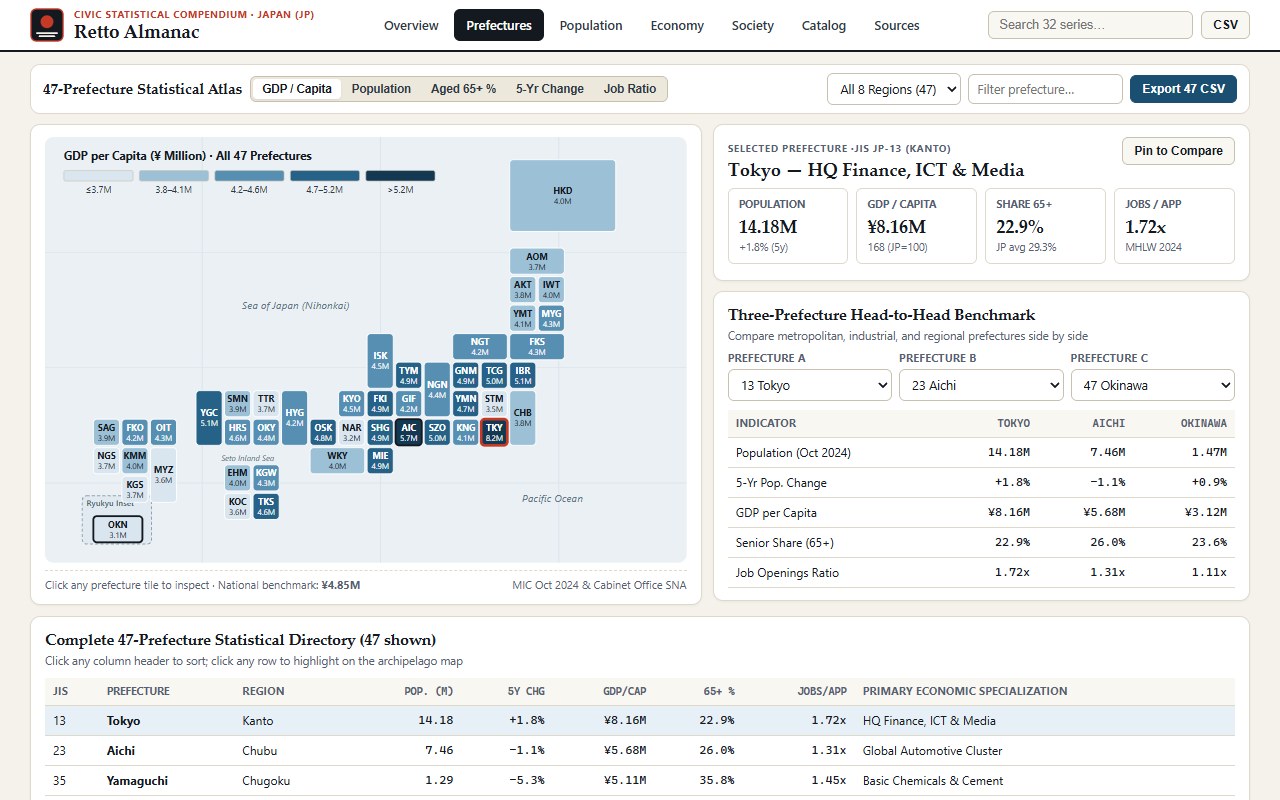 CIVIC STATISTICAL COMPENDIUM · JAPAN (JP)
Retto Almanac
Overview Prefectures Population Economy Society Catalog Sources
Search 32 series... CSV
47-Prefecture Statistical Atlas
GDP / Capita Population Aged 65+ % 5-Yr Change Job Ratio
All 8 Regions (47) Filter prefecture... Export 47 CSV
GDP per Capita (¥ Million) · All 47 Prefectures
≤3.7M 3.8–4.1M 4.2–4.6M 4.7–5.2M >5.2M
HKD
4.0M
AOM
3.7M
AKT IWT
3.8M 4.0M
Sea of Japan (Nihonkai)
YMT MYG
4.1M 4.3M
ISK NGT FKS
4.5M 4.2M 4.3M
TYM NGN GNM TCG IBR
4.9M 4.4M 4.9M 5.0M 5.1M
YGC SMN TTR HYG KYO FKI GIF YMN STM CHB
5.1M 3.9M 3.7M 4.2M 4.5M 4.9M 4.2M 4.7M 3.5M 3.8M
SAG FKO OIT HRS OKY OSK NAR SHG AIC SZO KNG TKY
3.9M 4.2M 4.3M 4.6M 4.4M 4.8M 3.2M 4.9M 5.7M 5.0M 4.1M 8.2M
NGS KMM MYZ Seto Inland Sea WKY MIE
3.7M 4.0M 3.6M 4.0M 4.9M
EHM KGW
4.0M 4.3M
KGS
3.7M
KOC TKS
3.6M 4.6M
Pacific Ocean
Ryukyu Inset
OKN
3.1M
Click any prefecture tile to inspect · National benchmark: ¥4.85M
MIC Oct 2024 & Cabinet Office SNA
SELECTED PREFECTURE ·JIS JP-13 (KANTO)
Tokyo — HQ Finance, ICT & Media
Pin to Compare
POPULATION GDP / CAPITA SHARE 65+ JOBS / APP
14.18M ¥8.16M 22.9% 1.72x
+1.8% (5y) 168 (JP=100) JP avg 29.3% MHLW 2024
Three-Prefecture Head-to-Head Benchmark
Compare metropolitan, industrial, and regional prefectures side by side
PREFECTURE A PREFECTURE B PREFECTURE C
13 Tokyo 23 Aichi 47 Okinawa
INDICATOR TOKYO AICHI OKINAWA
Population (Oct 2024) 14.18M 7.46M 1.47M
5-Yr Pop. Change +1.8% −1.1% +0.9%
GDP per Capita ¥8.16M ¥5.68M ¥3.12M
Senior Share (65+) 22.9% 26.0% 23.6%
Job Openings Ratio 1.72x 1.31x 1.11x
Complete 47-Prefecture Statistical Directory (47 shown)
Click any column header to sort; click any row to highlight on the archipelago map
JIS PREFECTURE REGION POP. (M) 5Y CHG GDP/CAP 65+ % JOBS/APP PRIMARY ECONOMIC SPECIALIZATION
13 Tokyo Kanto 14.18 +1.8% ¥8.16M 22.9% 1.72x HQ Finance, ICT & Media
23 Aichi Chubu 7.46 −1.1% ¥5.68M 26.0% 1.31x Global Automotive Cluster
35 Yamaguchi Chugoku 1.29 −5.3% ¥5.11M 35.8% 1.45x Basic Chemicals & Cement